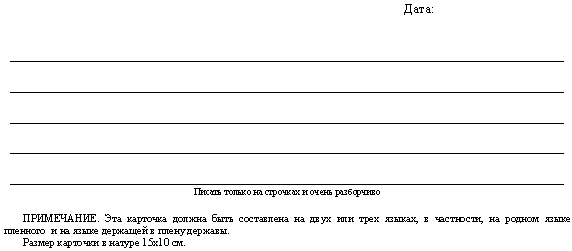 Дата:
Писать только на строчках и очень разборчиво
ПРИМЕЧАНИЕ. Эта карточка должна быть составлена на двух или трех языках, в частности, на родном языке
пленного и на языке держащей в плену державы.
Размер карточки в натуре 15х10 см.